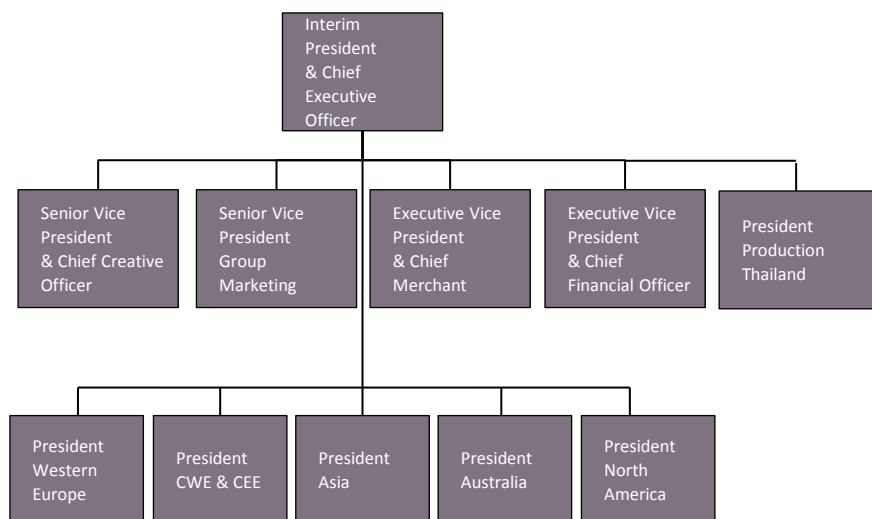 Interim
President
& Chief
Executive
Officer
Senior Vice
President
& Chief Creative
Officer
Senior Vice
President
Group
Marketing
Executive Vice
President
& Chief
Merchant
Executive Vice
President
& Chief
Financial Officer
President
Production
Thailand
President
Western
Europe
President
CWE & CEE
President
Asia
President
Australia
President
North
America